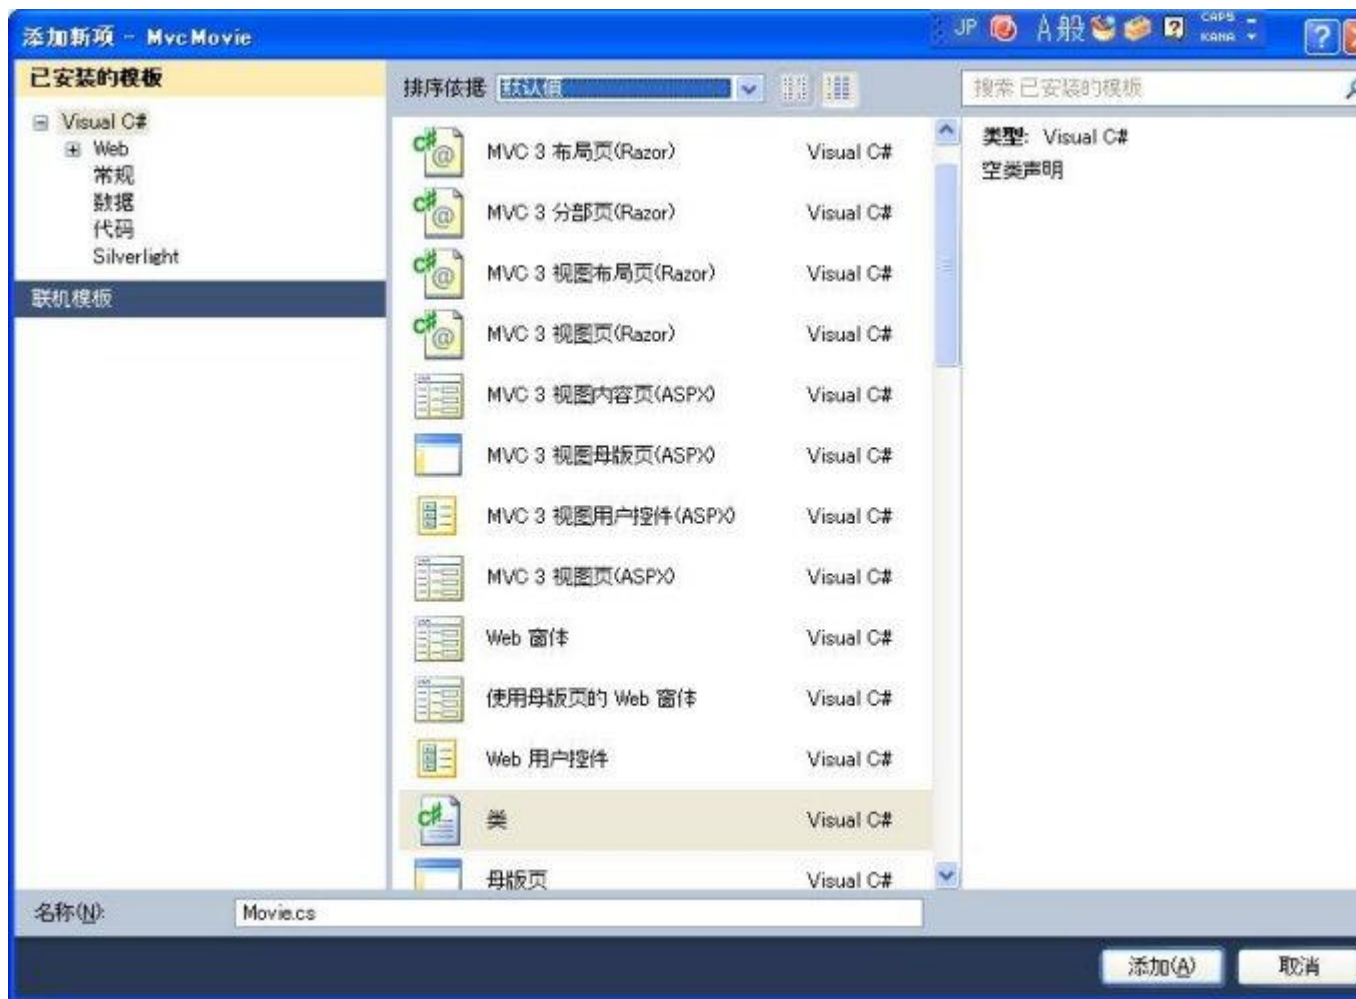 添加新项 - MvcMovie
JP A 般 CAPS KANA
已安装的模板
Visual C#
Web
常规
数据
代码
Silverlight
联机模板
排序依据 默认值
MVC 3 布局页(Razor) Visual C#
MVC 3 分部页(Razor) Visual C#
MVC 3 视图布局页(Razor) Visual C#
MVC 3 视图页(Razor) Visual C#
MVC 3 视图内容页(ASPX) Visual C#
MVC 3 视图母版页(ASPX) Visual C#
MVC 3 视图用户控件(ASPX) Visual C#
MVC 3 视图页(ASPX) Visual C#
Web 窗体 Visual C#
使用母版页的 Web 窗体 Visual C#
Web 用户控件 Visual C#
类 Visual C#
母版页 Visual C#
搜索 已安装的模板
类型: Visual C#
空类声明
名称(N): Movie.cs
添加(A) 取消